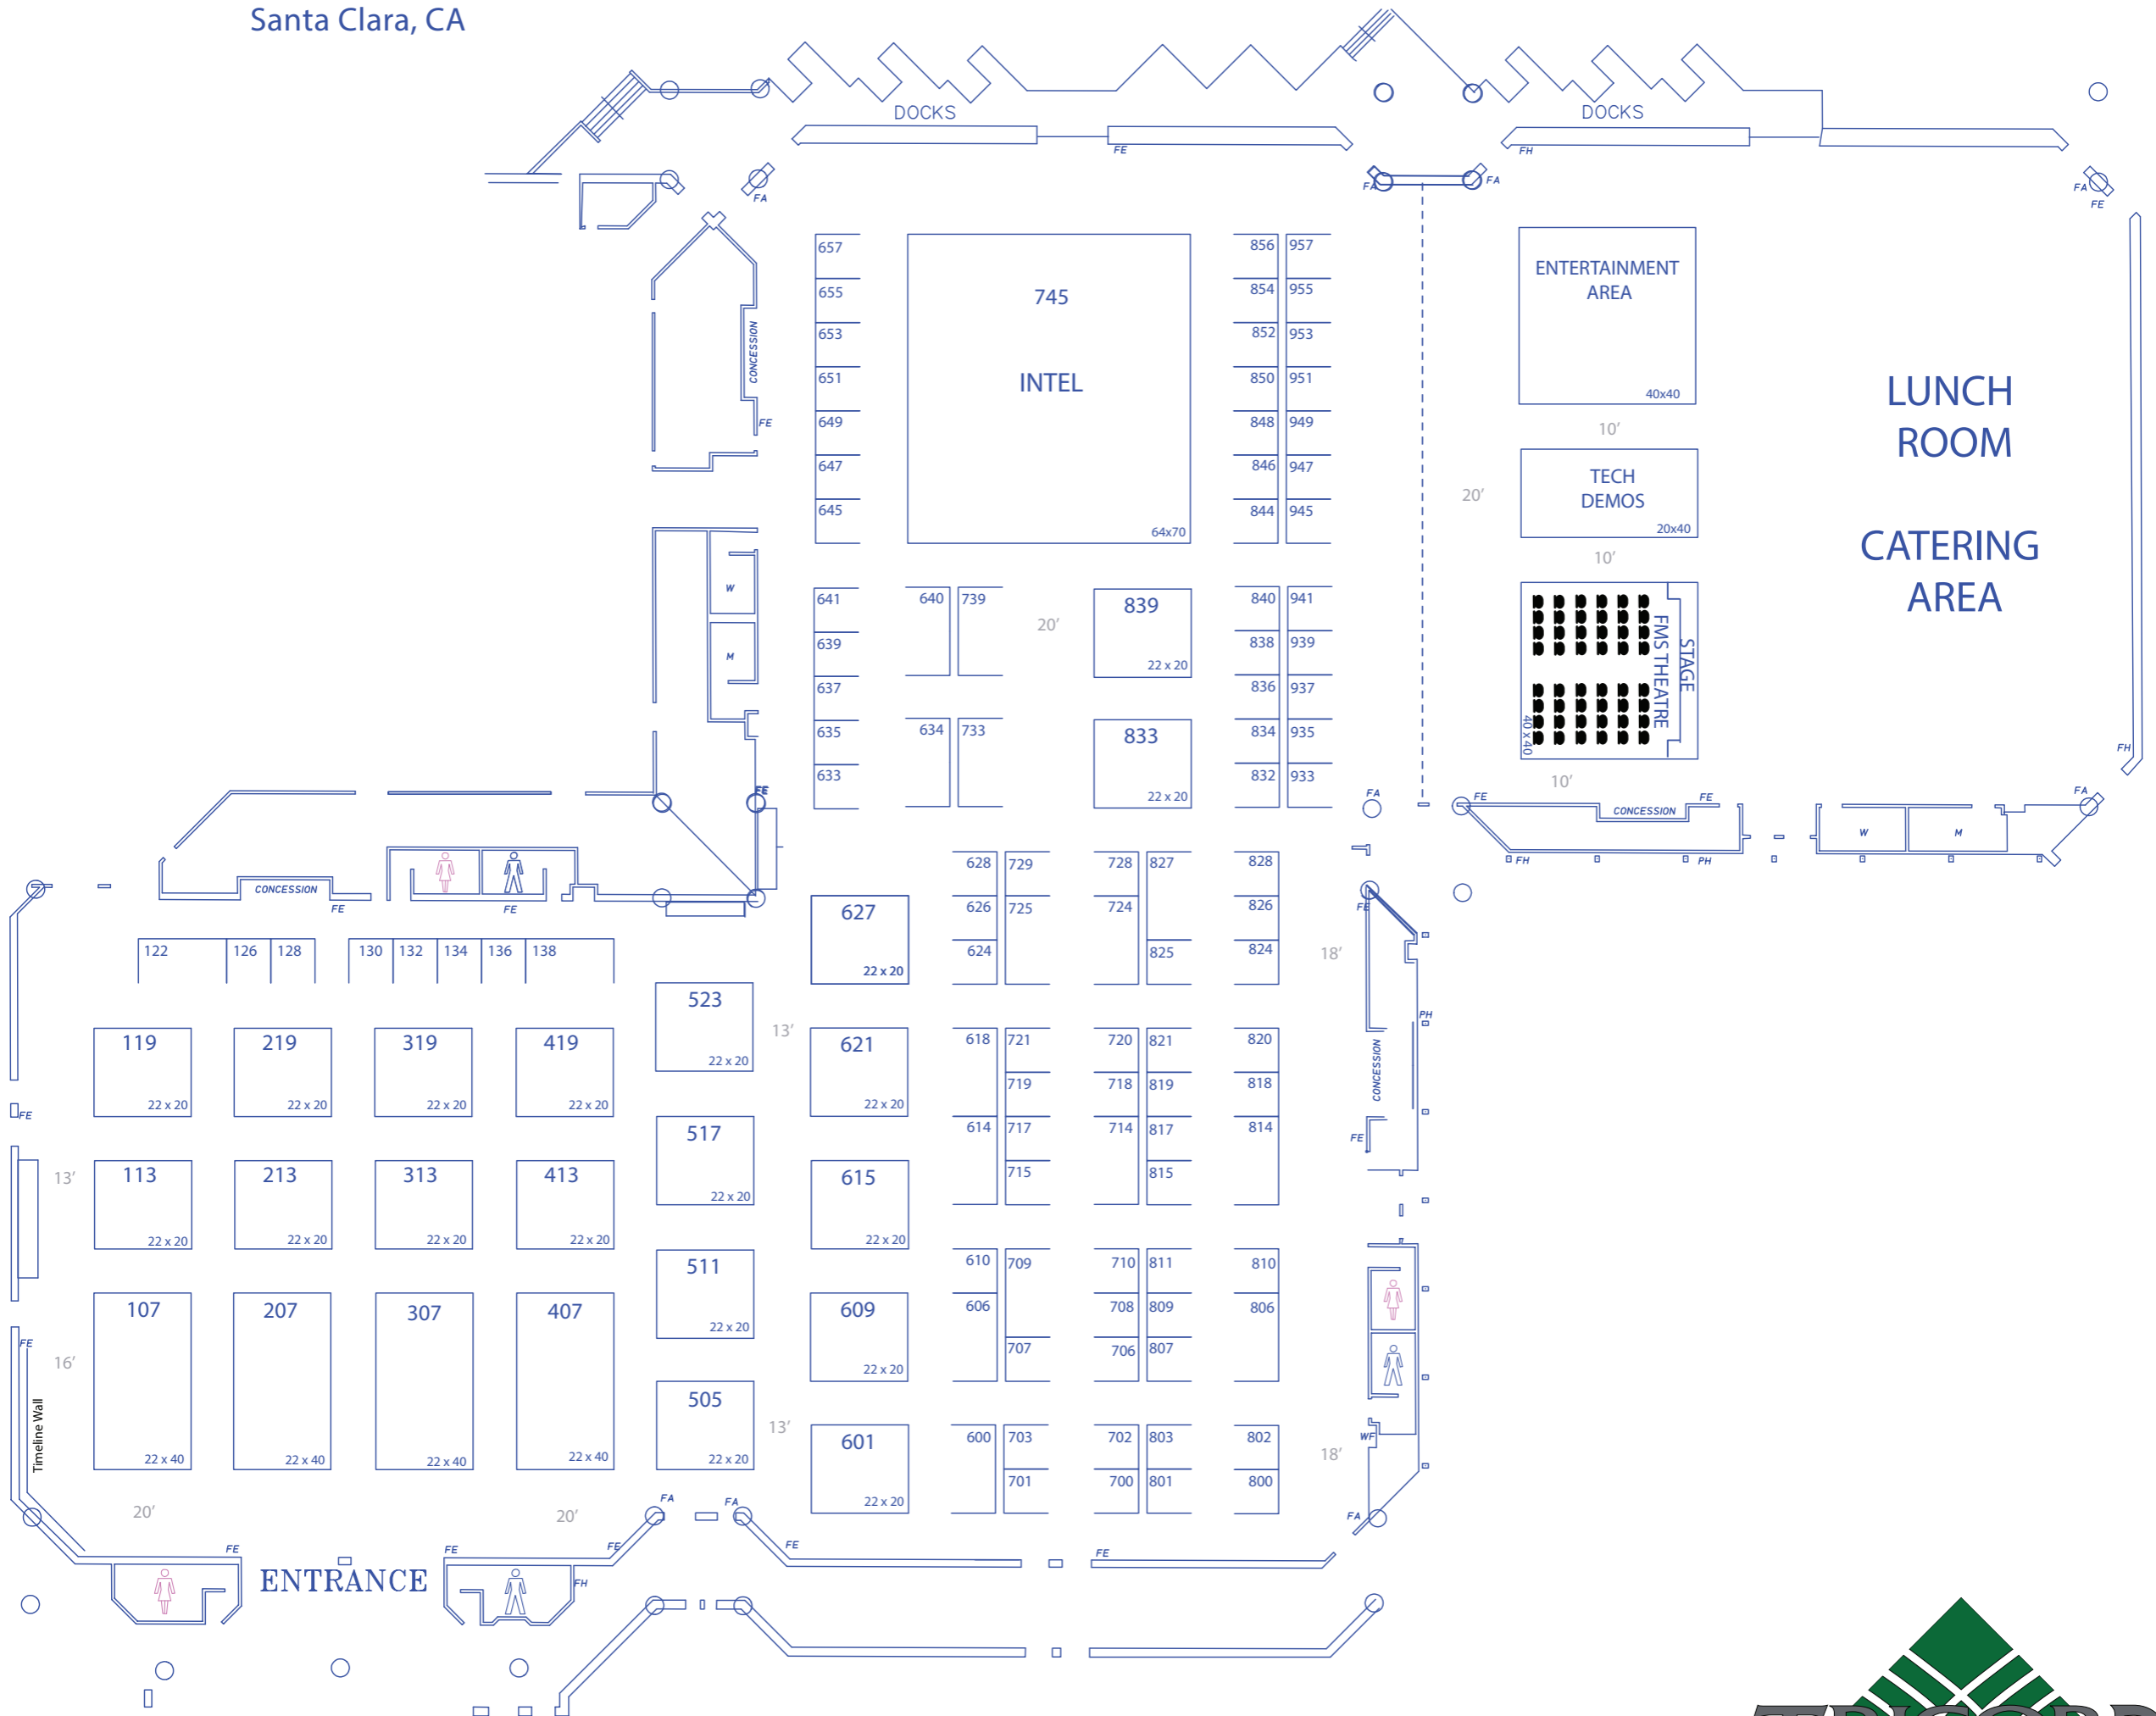 Santa Clara, CA
DOCKS
DOCKS
FE
FH
FA
FA
FA
FA
FE
657
655
653
651
649
647
645
745
INTEL
64x70
856 957
854 955
852 953
850 951
848 949
846 947
844 945
CONCESSION
FE
ENTERTAINMENT
AREA
40x40
10'
TECH
DEMOS
20x40
20'
10'
LUNCH
ROOM
CATERING
AREA
STAGE
FMS THEATRE
40 x 40
10'
FH
W
M
641
639
637
635
633
640 739
634 733
20'
839
22 x 20
833
22 x 20
840 941
838 939
836 937
834 935
832 933
FE
FA
FE
CONCESSION
FE
FA
W
M
FH
PH
CONCESSION
FE
FE
122
126
128
130
132
134
136
138
627
22 x 20
628 729
626 725
624
728 827
724
825
828
826
824
18'
FE
523
22 x 20
13'
119
22 x 20
219
22 x 20
319
22 x 20
419
22 x 20
FE
621
22 x 20
618 721
719
614 717
715
720 821
718 819
714 817
815
820
818
814
PH
CONCESSION
FE
517
22 x 20
13'
113
22 x 20
213
22 x 20
313
22 x 20
413
22 x 20
615
22 x 20
511
22 x 20
610 709
606
707
710 811
708 809
706 807
810
806
FE
16'
Timeline Wall
107
22 x 40
207
22 x 40
307
22 x 40
407
22 x 40
609
22 x 20
505
22 x 20
13'
601
22 x 20
600 703
701
702 803
700 801
802
800
18'
WF
FA
20'
20'
FA
FA
FE
FE
FE
FE
FE
ENTRANCE
FH